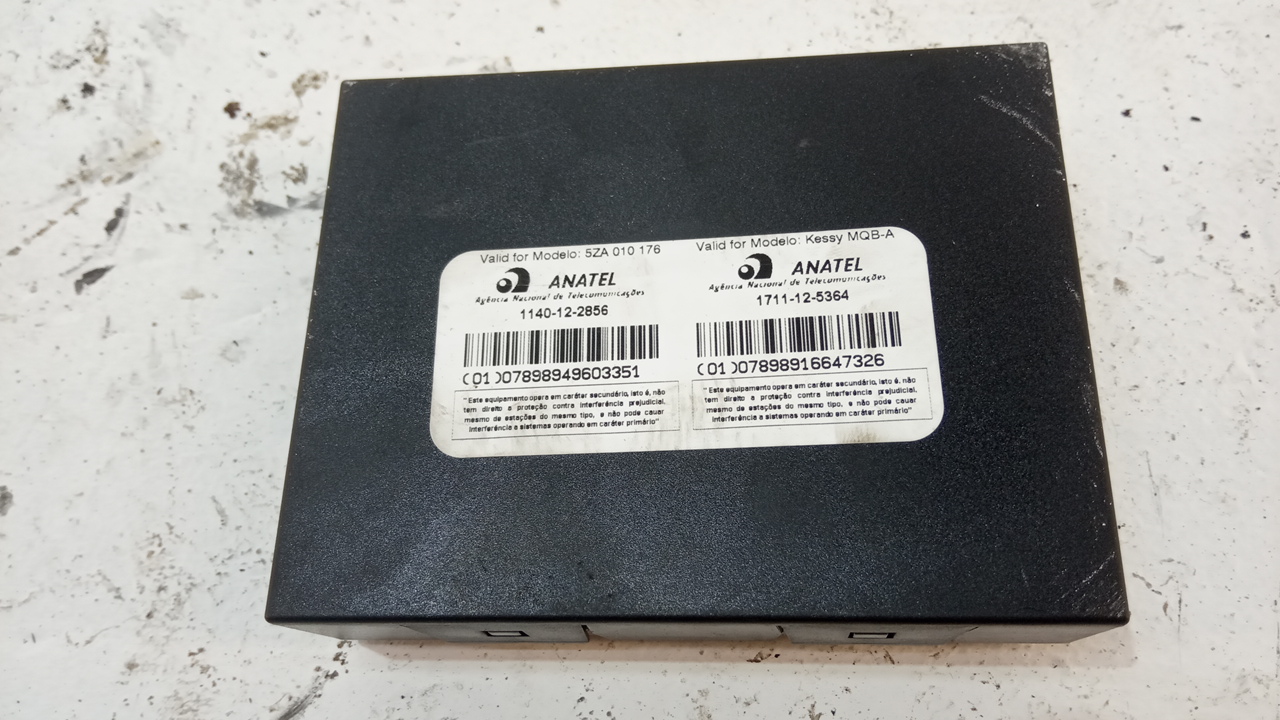 Valid for Modelo: 5ZA 010 176
ANATEL
Agência Nacional de Telecomunicações
1140-12-2856
(01)07898949603351
"Este equipamento opera em caráter secundário, isto é, não
tem direito a proteção contra interferência prejudicial,
mesmo de estações do mesmo tipo, e não pode cauar
interferência a sistemas operando em caráter primário"
Valid for Modelo: Kessy MQB-A
ANATEL
Agência Nacional de Telecomunicações
1711-12-5364
(01)07898916647326
"Este equipamento opera em caráter secundário, isto é, não
tem direito a proteção contra interferência prejudicial,
mesmo de estações do mesmo tipo, e não pode cauar
interferência a sistemas operando em caráter primário"